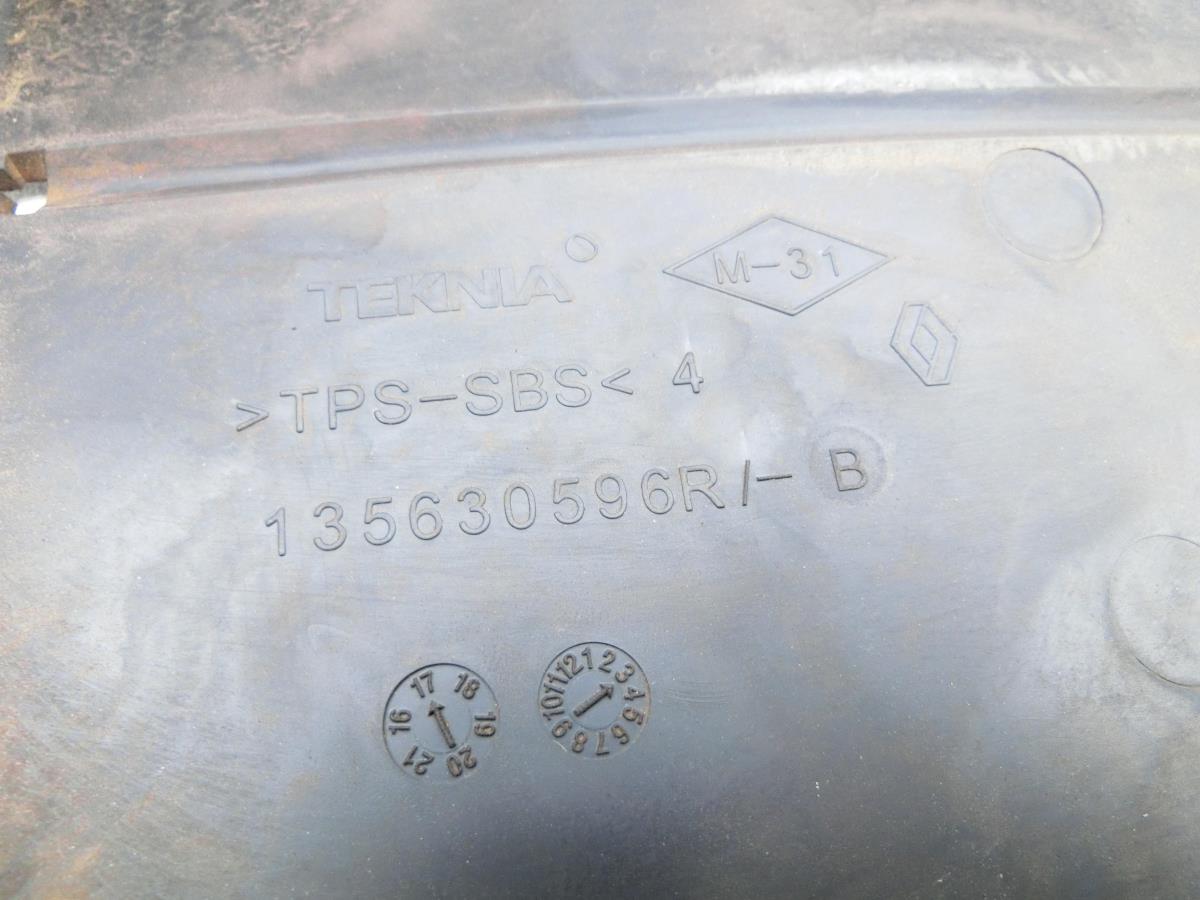 TEKNIA
M-31
>TPS-SBS< 4
135630596R/- B
16 17 18 19 20 21
1 2 3 4 5 6 7 8 9 10 11 12